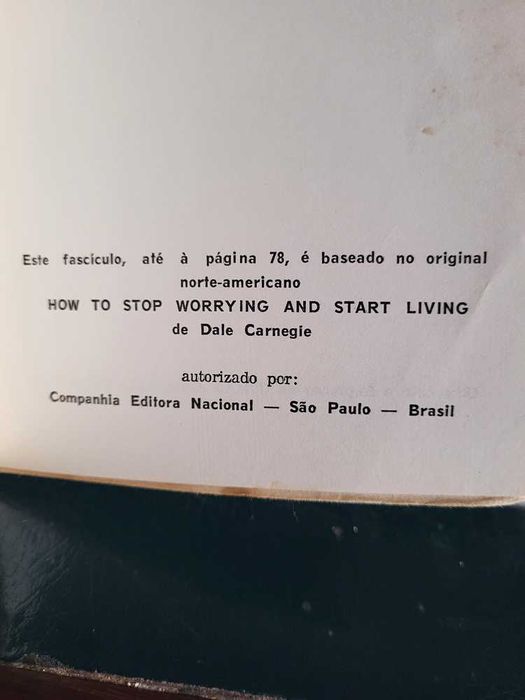 Este fascículo, até à página 78, é baseado no original
norte-americano
HOW TO STOP WORRYING AND START LIVING
de Dale Carnegie
autorizado por:
Companhia Editora Nacional — São Paulo — Brasil